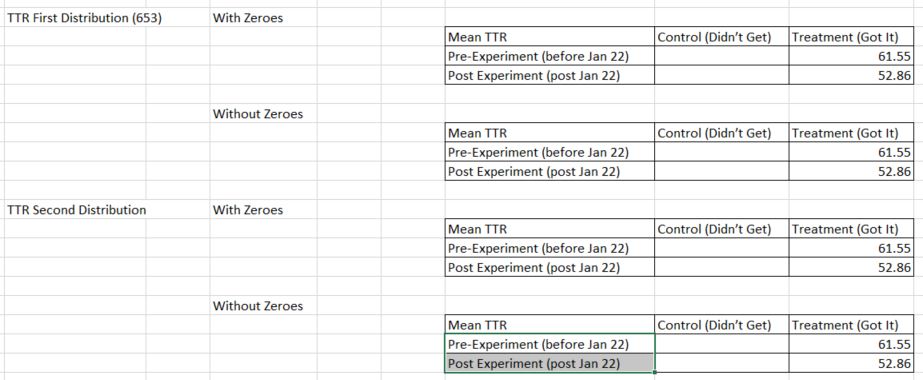 TTR First Distribution (653) With Zeroes
Mean TTR Control (Didn’t Get) Treatment (Got It)
Pre-Experiment (before Jan 22) 61.55
Post Experiment (post Jan 22) 52.86
Without Zeroes
Mean TTR Control (Didn’t Get) Treatment (Got It)
Pre-Experiment (before Jan 22) 61.55
Post Experiment (post Jan 22) 52.86
TTR Second Distribution With Zeroes
Mean TTR Control (Didn’t Get) Treatment (Got It)
Pre-Experiment (before Jan 22) 61.55
Post Experiment (post Jan 22) 52.86
Without Zeroes
Mean TTR Control (Didn’t Get) Treatment (Got It)
Pre-Experiment (before Jan 22) 61.55
Post Experiment (post Jan 22) 52.86